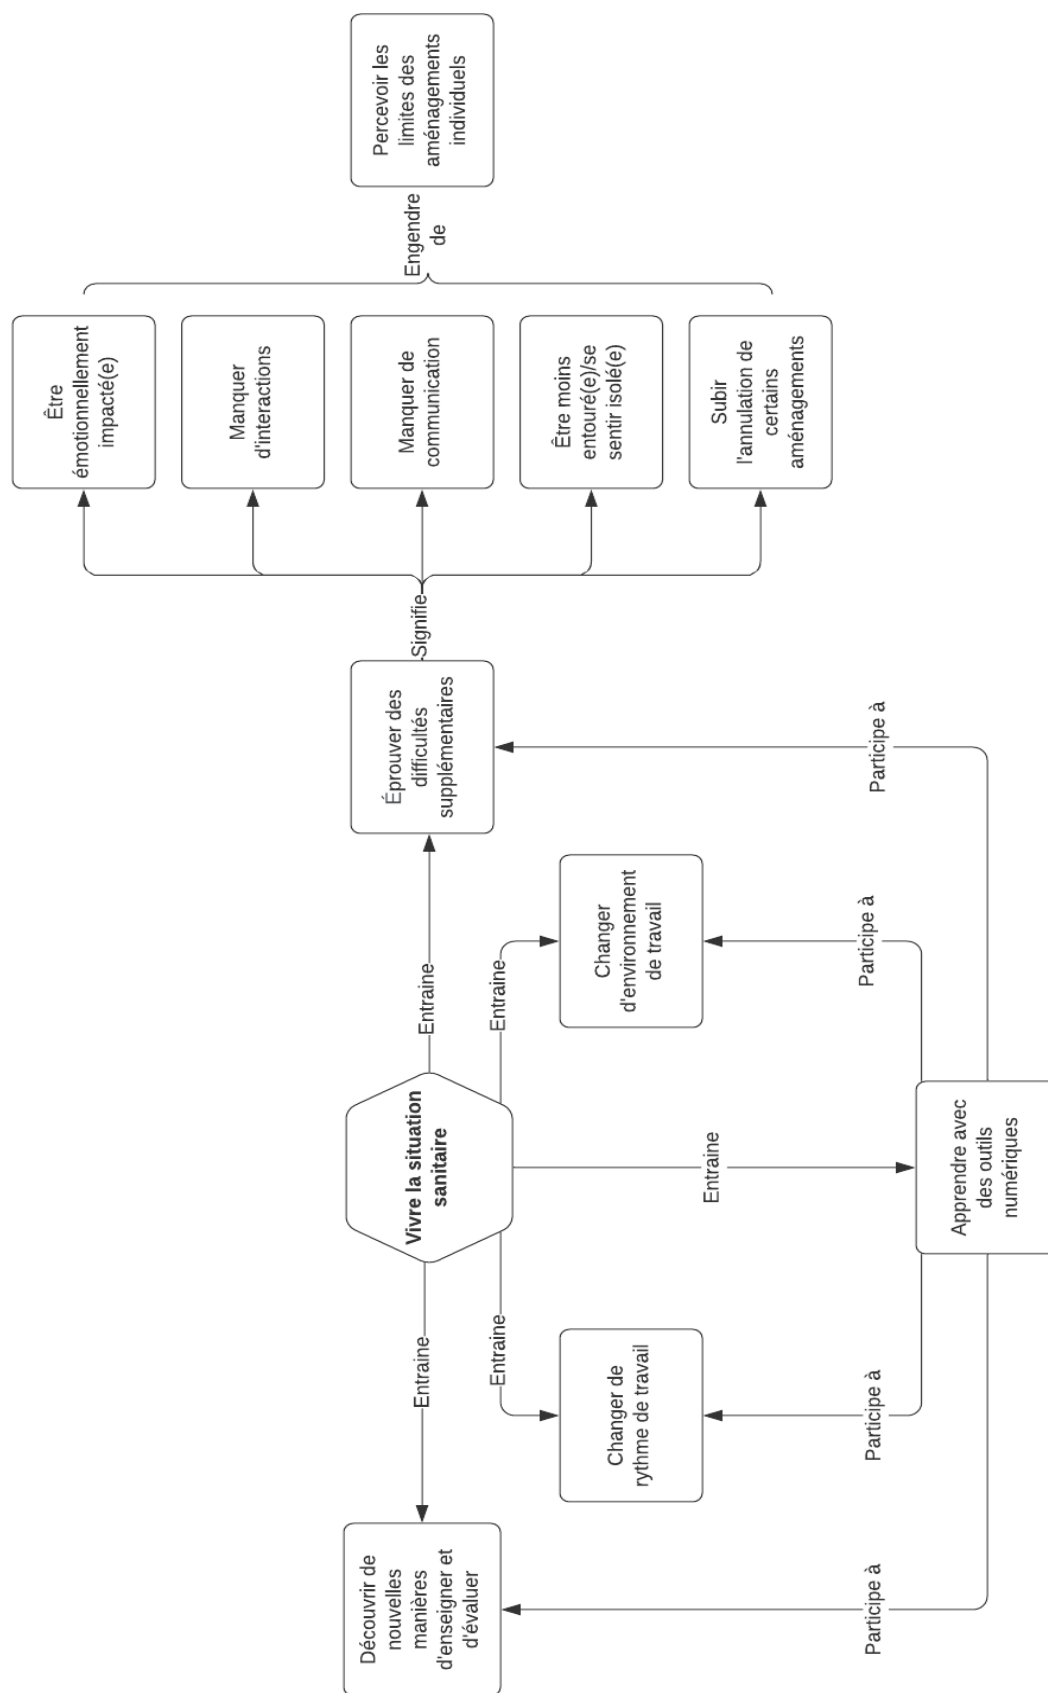 Être
émotionnellement
impacté(e)
Manquer
d'interactions
Découvrir de
nouvelles
manières
d'enseigner et
d'évaluer
Entraine
Vivre la situation
sanitaire
Entraine
Éprouver des
difficultés
supplémentaires
Signifie
Manquer de
communication
Engendre
de
Percevoir les
limites des
aménagements
individuels
Entraine
Entraine
Être moins
entouré(e)/se
sentir isolé(e)
Changer de
rythme de travail
Changer
d'environnement
de travail
Entraine
Subir
l'annulation de
certains
aménagements
Participe à
Participe à
Participe à
Participe à
Apprendre avec
des outils
numériques